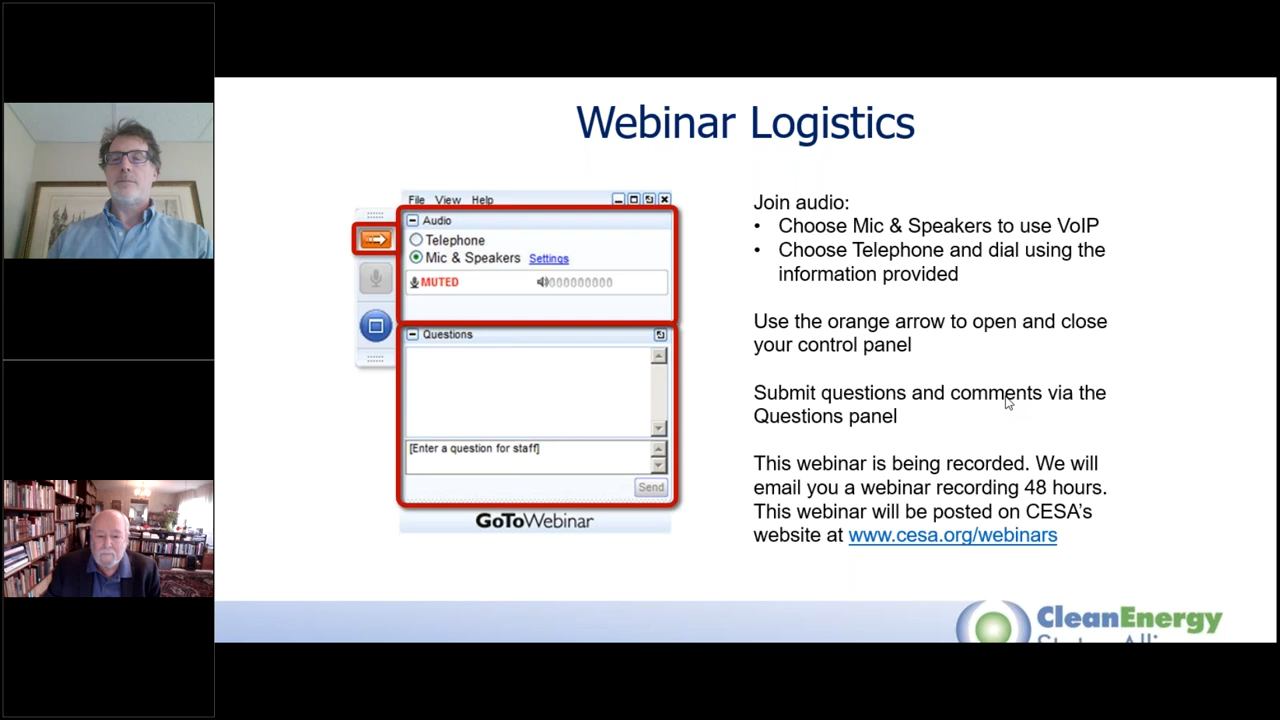 Webinar Logistics
File View Help
Audio
Telephone
Mic & Speakers Settings
MUTED
Questions
[Enter a question for staff]
Send
GoToWebinar
Join audio:
• Choose Mic & Speakers to use VoIP
• Choose Telephone and dial using the
information provided
Use the orange arrow to open and close
your control panel
Submit questions and comments via the
Questions panel
This webinar is being recorded. We will
email you a webinar recording 48 hours.
This webinar will be posted on CESA's
website at www.cesa.org/webinars
CleanEnergy